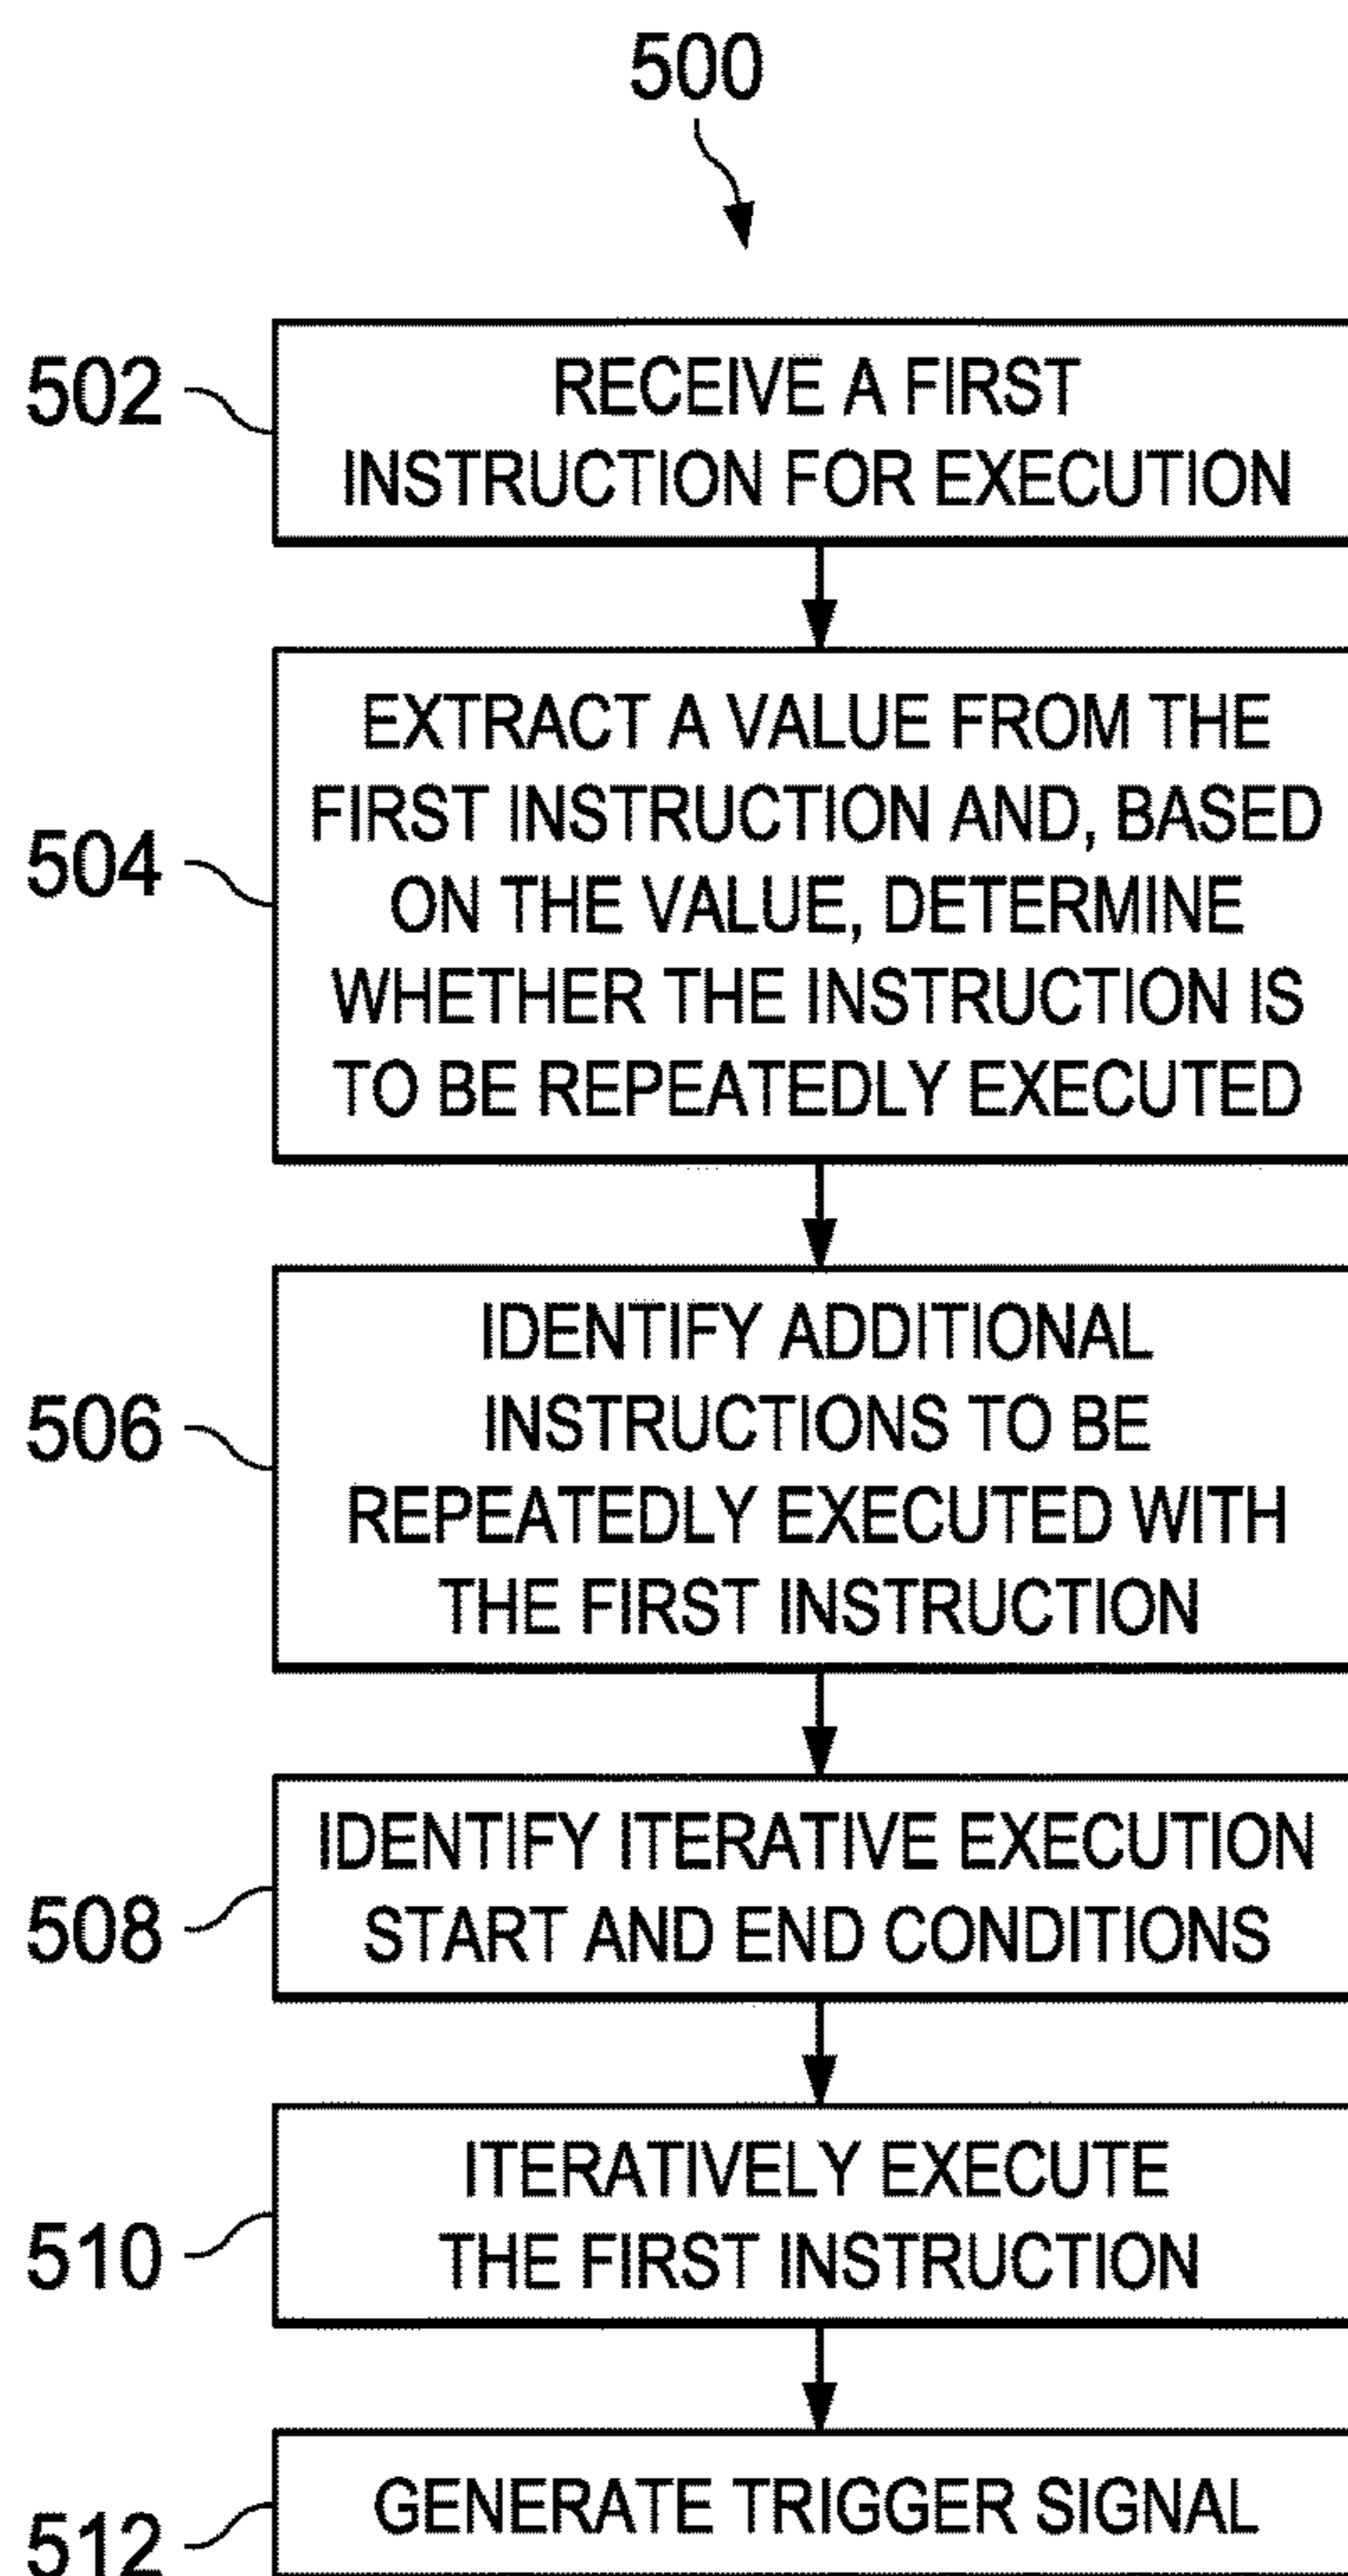 500
502
RECEIVE A FIRST
INSTRUCTION FOR EXECUTION
504
EXTRACT A VALUE FROM THE
FIRST INSTRUCTION AND, BASED
ON THE VALUE, DETERMINE
WHETHER THE INSTRUCTION IS
TO BE REPEATEDLY EXECUTED
506
IDENTIFY ADDITIONAL
INSTRUCTIONS TO BE
REPEATEDLY EXECUTED WITH
THE FIRST INSTRUCTION
508
IDENTIFY ITERATIVE EXECUTION
START AND END CONDITIONS
510
ITERATIVELY EXECUTE
THE FIRST INSTRUCTION
512
GENERATE TRIGGER SIGNAL